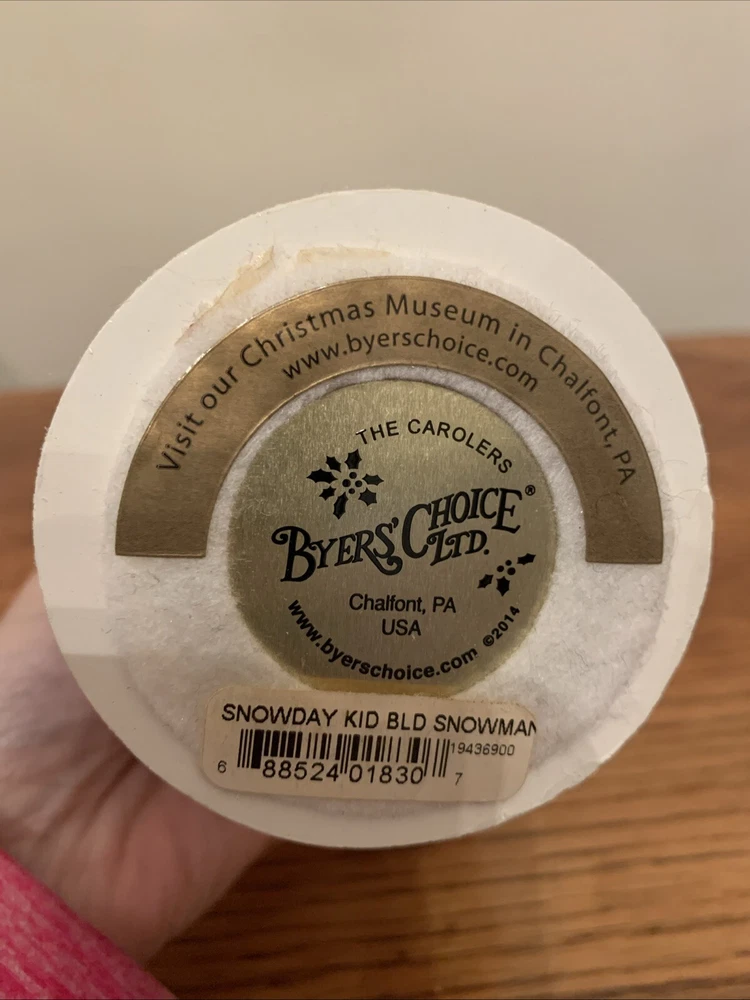 Visit our Christmas Museum in Chalfont, PA
www.byerschoice.com
THE CAROLERS
BYERS' CHOICE®
LTD.
Chalfont, PA
USA
www.byerschoice.com ©2014
SNOWDAY KID BLD SNOWMAN
19436900
6 88524 01830 7